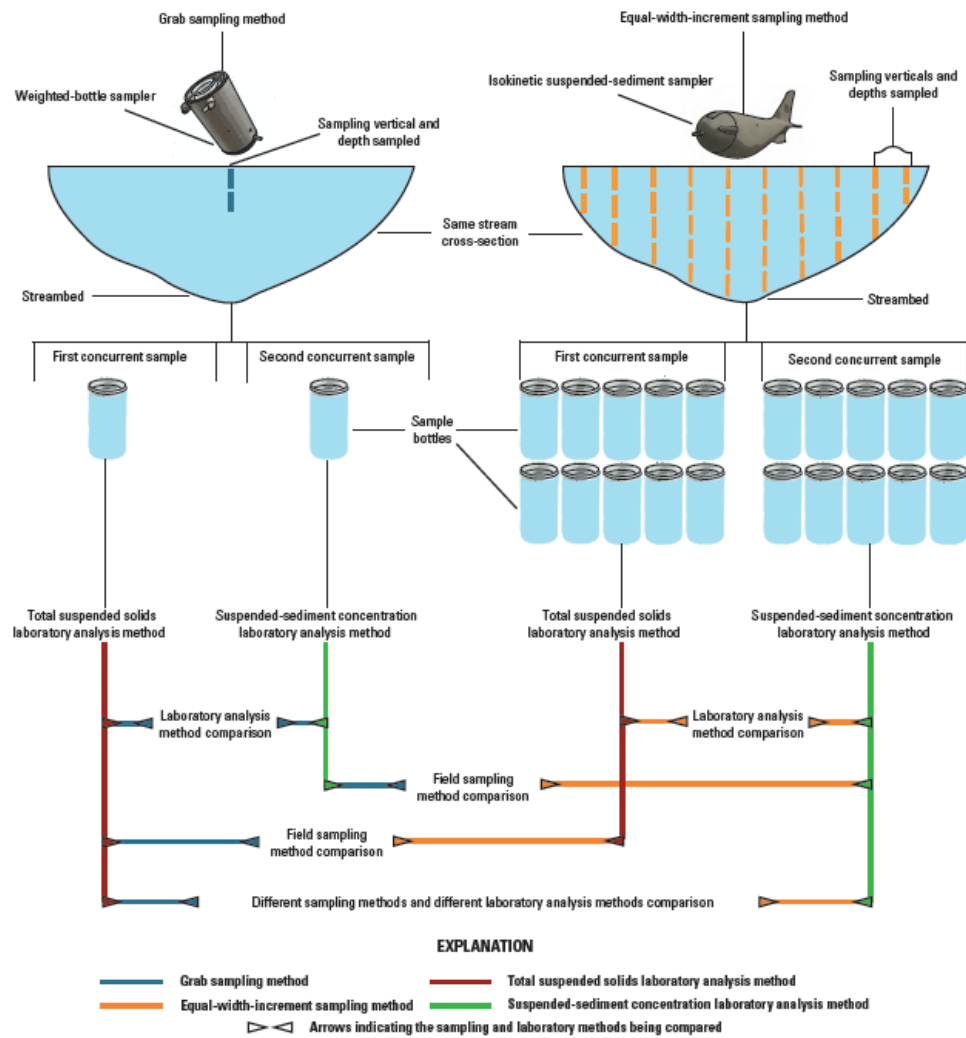 Grab sampling method
Equal-width-increment sampling method
Weighted-bottle sampler
Isokinetic suspended-sediment sampler
Sampling verticals and
depths sampled
Sampling vertical and
depth sampled
Same stream
cross-section
Streambed
Streambed
First concurrent sample
Second concurrent sample
First concurrent sample
Second concurrent sample
Sample
bottles
Total suspended solids
laboratory analysis method
Suspended-sediment concentration
laboratory analysis method
Total suspended solids
laboratory analysis method
Suspended-sediment concentration
laboratory analysis method
Laboratory analysis
method comparison
Laboratory analysis
method comparison
Field sampling
method comparison
Field sampling
method comparison
Different sampling methods and different laboratory analysis methods comparison
EXPLANATION
Grab sampling method
Total suspended solids laboratory analysis method
Equal-width-increment sampling method
Suspended-sediment concentration laboratory analysis method
Arrows indicating the sampling and laboratory methods being compared